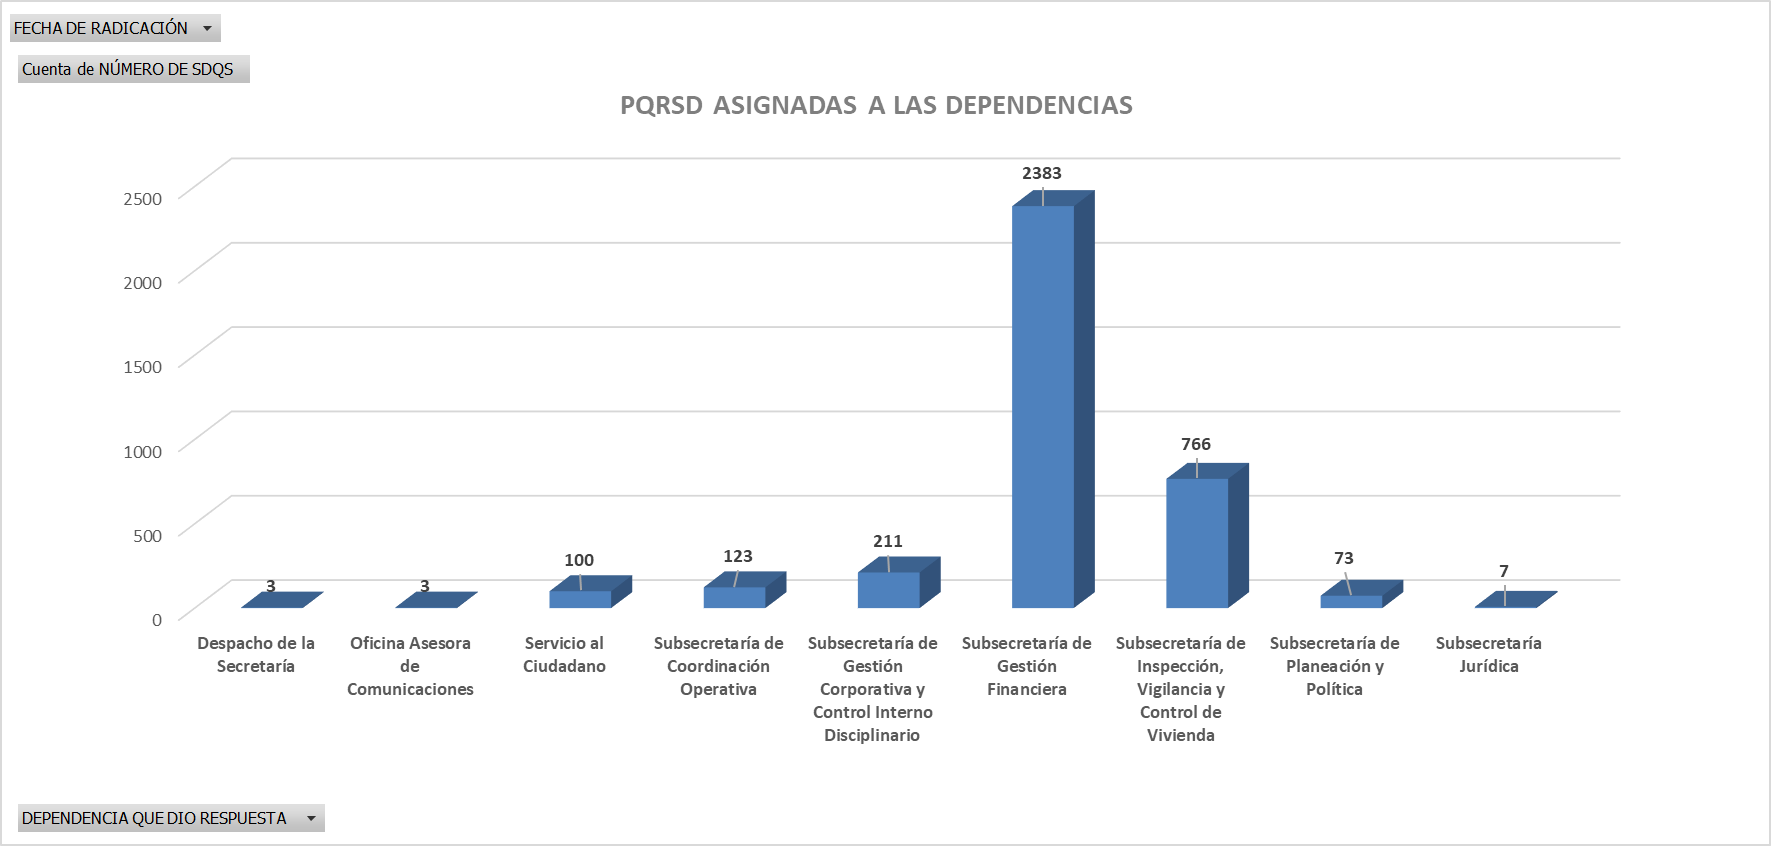 FECHA DE RADICACIÓN
Cuenta de NÚMERO DE SDQS
PQRSD ASIGNADAS A LAS DEPENDENCIAS
2500
2000
1500
1000
500
0
3
3
100
123
211
2383
766
73
7
Despacho de la
Secretaría
Oficina Asesora
de
Comunicaciones
Servicio al
Ciudadano
Subsecretaría de
Coordinación
Operativa
Subsecretaría de
Gestión
Corporativa y
Control Interno
Disciplinario
Subsecretaría de
Gestión
Financiera
Subsecretaría de
Inspección,
Vigilancia y
Control de
Vivienda
Subsecretaría de
Planeación y
Política
Subsecretaría
Jurídica
DEPENDENCIA QUE DIO RESPUESTA